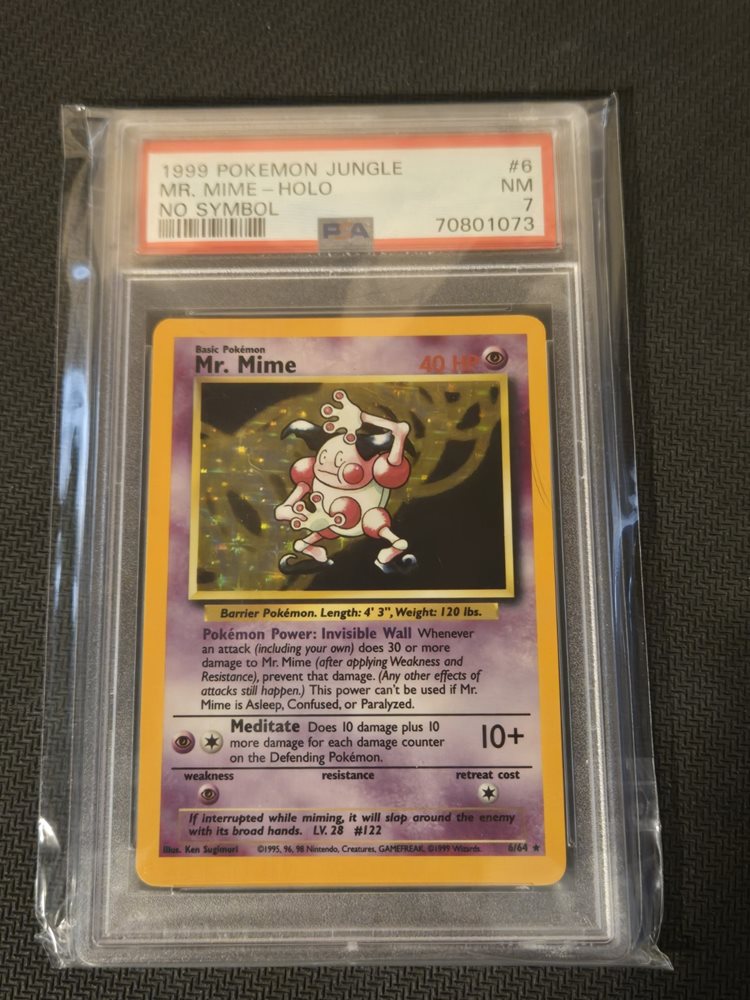 1999 POKEMON JUNGLE #6
MR. MIME – HOLO NM
NO SYMBOL 7
PSA 70801073
Basic Pokémon
Mr. Mime 40 HP
Barrier Pokémon. Length: 4' 3", Weight: 120 lbs.
Pokémon Power: Invisible Wall Whenever
an attack (including your own) does 30 or more
damage to Mr. Mime (after applying Weakness and
Resistance), prevent that damage. (Any other effects of
attacks still happen.) This power can't be used if Mr.
Mime is Asleep, Confused, or Paralyzed.
Meditate Does 10 damage plus 10
more damage for each damage counter 10+
on the Defending Pokémon.
weakness resistance retreat cost
If interrupted while miming, it will slap around the enemy
with its broad hands. LV. 28 #122
Illus. Ken Sugimori ©1995, 96, 98 Nintendo, Creatures, GAMEFREAK. ©1999 Wizards. 6/64 ★